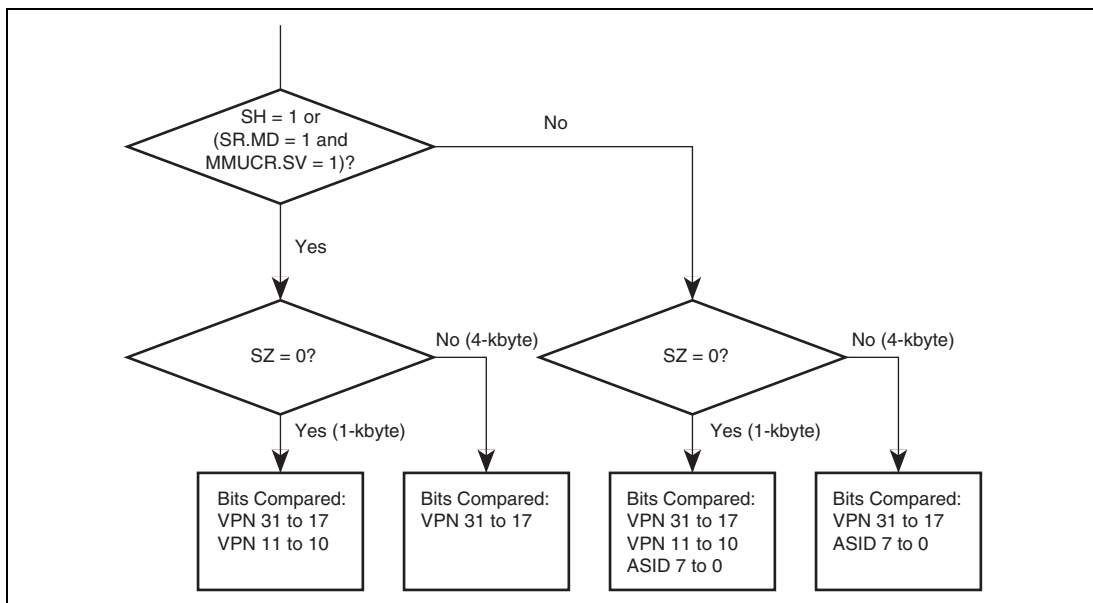 SH = 1 or
(SR.MD = 1 and
MMUCR.SV = 1)?
No
Yes
SZ = 0?
No (4-kbyte)
SZ = 0?
No (4-kbyte)
Yes (1-kbyte)
Yes (1-kbyte)
Bits Compared:
VPN 31 to 17
VPN 11 to 10
Bits Compared:
VPN 31 to 17
Bits Compared:
VPN 31 to 17
VPN 11 to 10
ASID 7 to 0
Bits Compared:
VPN 31 to 17
ASID 7 to 0